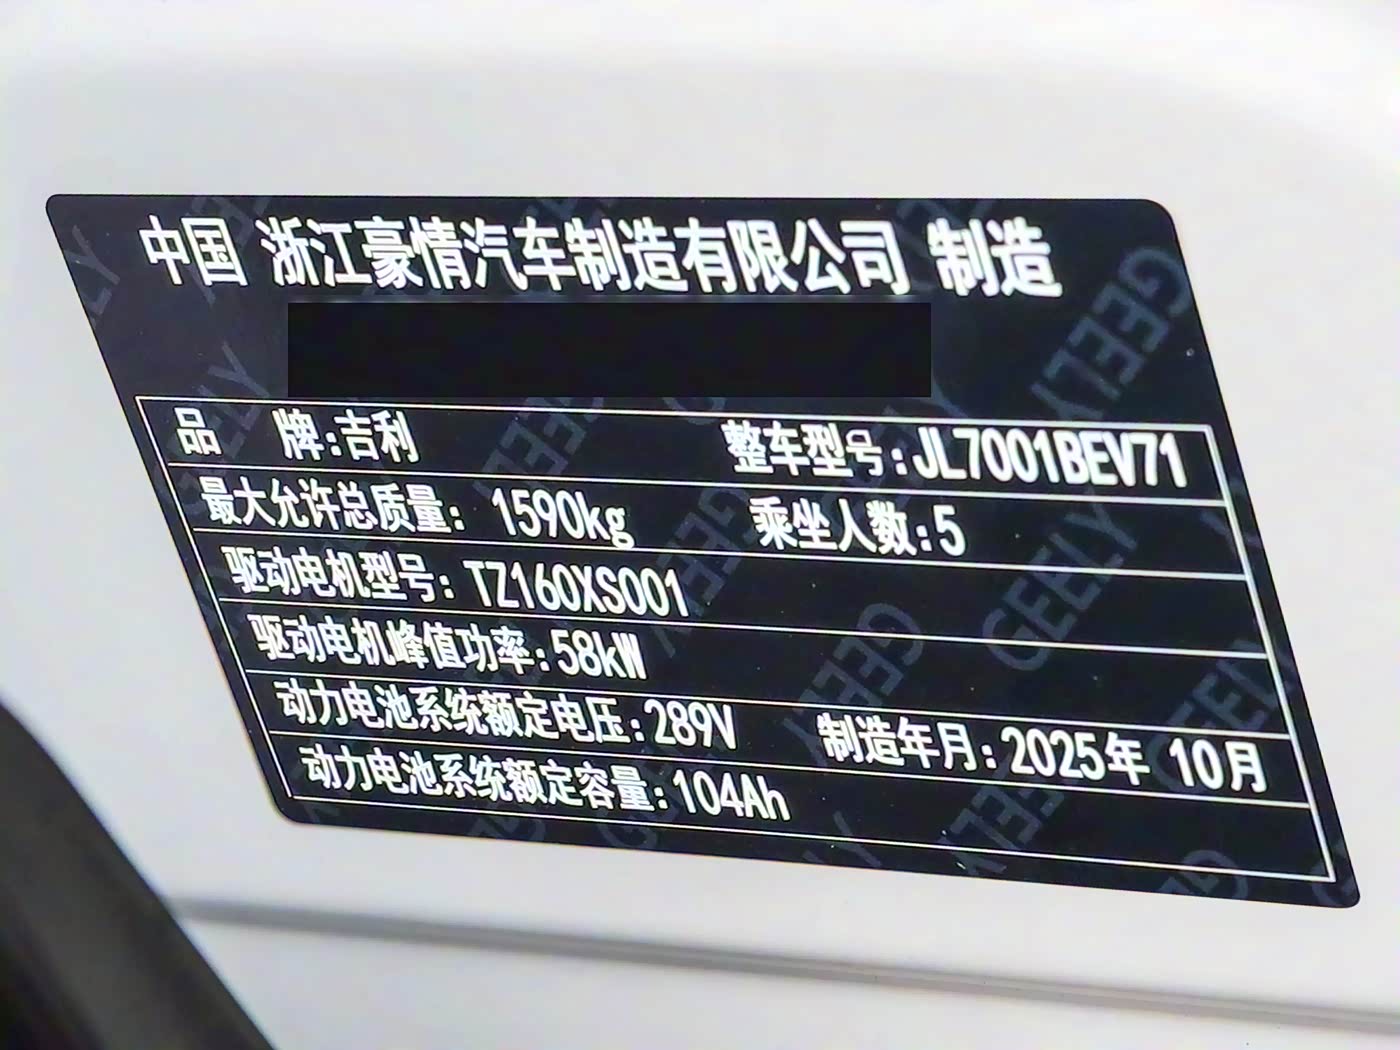 中国 浙江豪情汽车制造有限公司 制造
品 牌:吉利 整车型号:JL7001BEV71
最大允许总质量: 1590kg 乘坐人数:5
驱动电机型号: TZ160XS001
驱动电机峰值功率:58kW
动力电池系统额定电压:289V 制造年月:2025年 10月
动力电池系统额定容量:104Ah
GEELY